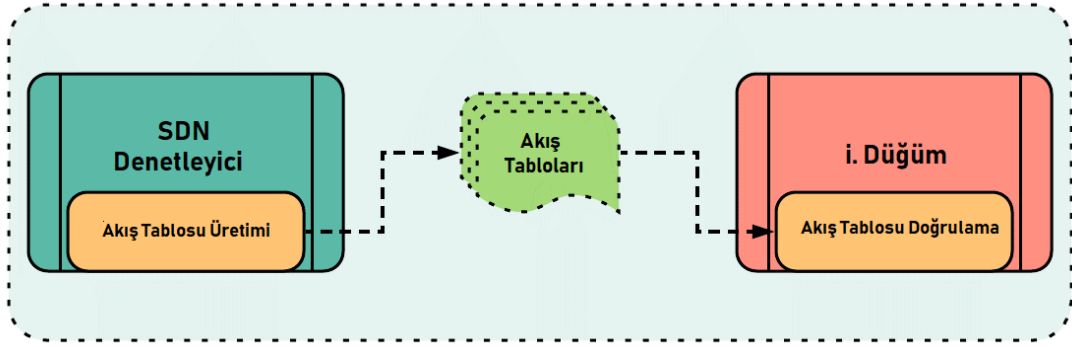 SDN
Denetleyici
Akış Tablosu Üretimi
Akış
Tabloları
i. Düğüm
Akış Tablosu Doğrulama